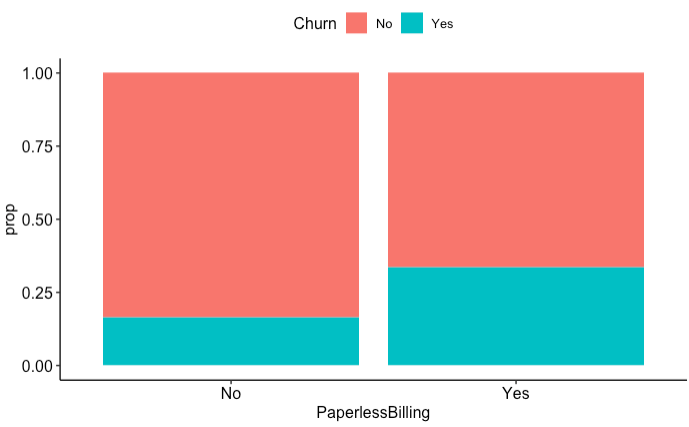 Churn No Yes
1.00
0.75
0.50
0.25
0.00
prop
No Yes
PaperlessBilling